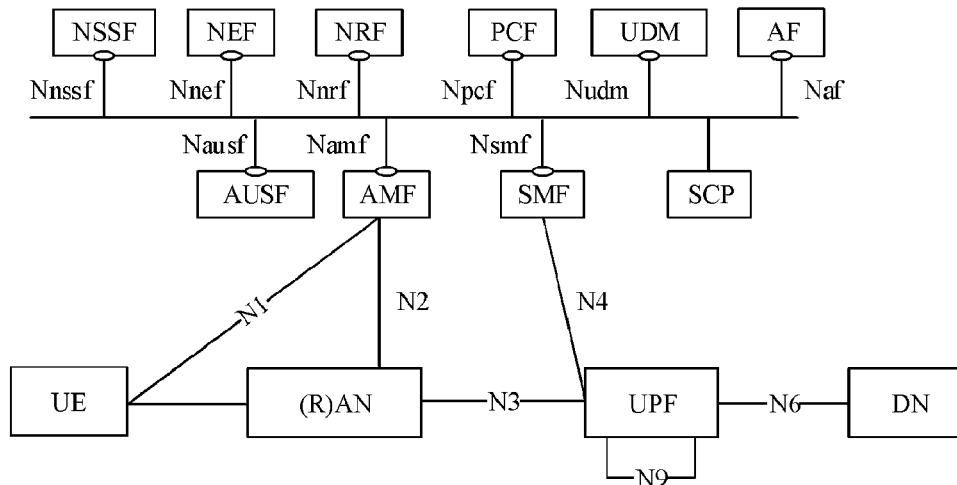 NSSF NEF NRF PCF UDM AF
Nnssf Nnef Nnrf Npcf Nudm Naf
Nausf Namf Nsmf
AUSF AMF SMF SCP
N1 N2 N4
UE (R)AN N3 UPF N6 DN
N9